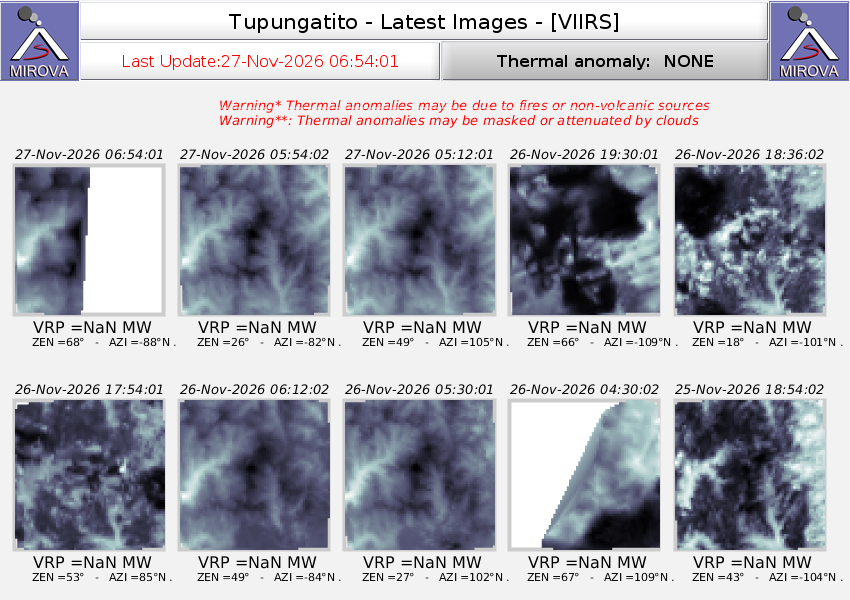 Tupungatito - Latest Images - [VIIRS]
MIROVA
Last Update:27-Nov-2026 06:54:01
Thermal anomaly: NONE
MIROVA
Warning* Thermal anomalies may be due to fires or non-volcanic sources
Warning**: Thermal anomalies may be masked or attenuated by clouds
27-Nov-2026 06:54:01
27-Nov-2026 05:54:02
27-Nov-2026 05:12:01
26-Nov-2026 19:30:01
26-Nov-2026 18:36:02
VRP =NaN MW
VRP =NaN MW
VRP =NaN MW
VRP =NaN MW
VRP =NaN MW
ZEN =68° - AZI =-88°N .
ZEN =26° - AZI =-82°N .
ZEN =49° - AZI =105°N .
ZEN =66° - AZI =-109°N .
ZEN =18° - AZI =-101°N .
26-Nov-2026 17:54:01
26-Nov-2026 06:12:02
26-Nov-2026 05:30:01
26-Nov-2026 04:30:02
25-Nov-2026 18:54:02
VRP =NaN MW
VRP =NaN MW
VRP =NaN MW
VRP =NaN MW
VRP =NaN MW
ZEN =53° - AZI =85°N .
ZEN =49° - AZI =-84°N .
ZEN =27° - AZI =102°N .
ZEN =67° - AZI =109°N .
ZEN =43° - AZI =-104°N .